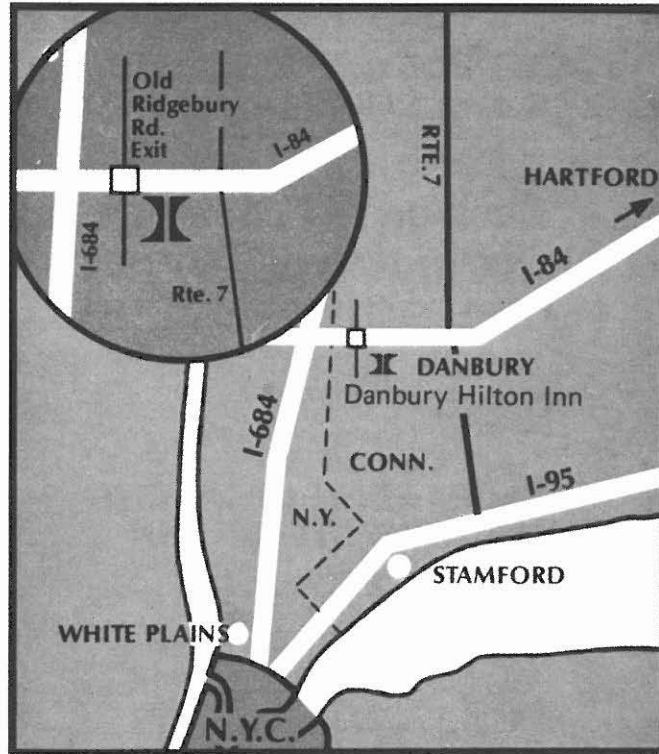 Old
Ridgebury
Rd.
Exit
I-84
I-684
Rte. 7
RTE.7
HARTFORD
I-84
DANBURY
Danbury Hilton Inn
I-684
CONN.
I-95
N.Y.
STAMFORD
WHITE PLAINS
N.Y.C.